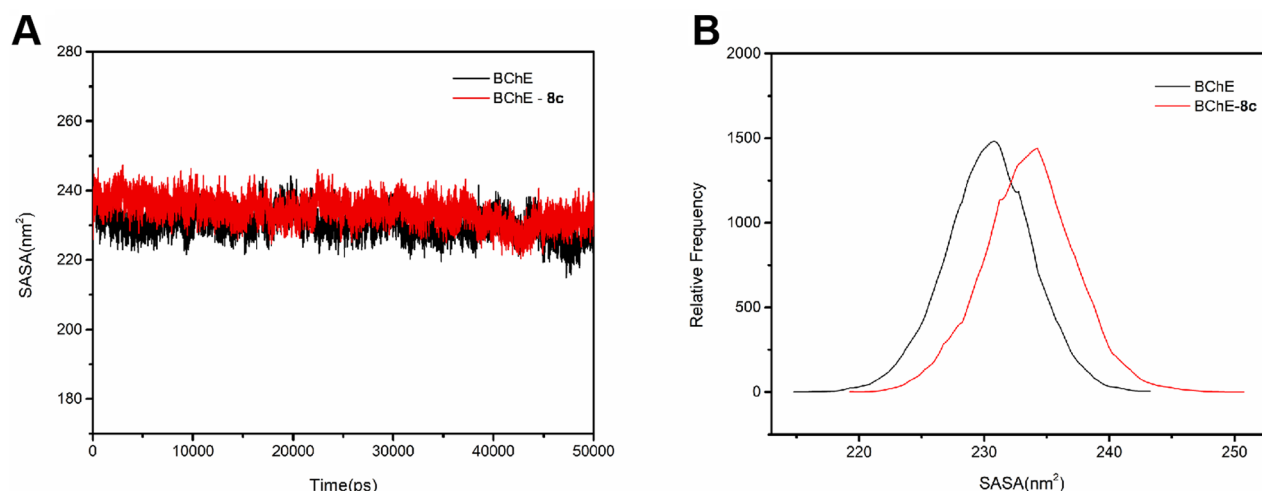 A
280
260
240
220
200
180
SASA(nm²)
BChE
BChE - 8c
0 10000 20000 30000 40000 50000
Time(ps)
B
2000
1500
1000
500
0
Relative Frequency
BChE
BChE-8c
220 230 240 250
SASA(nm²)